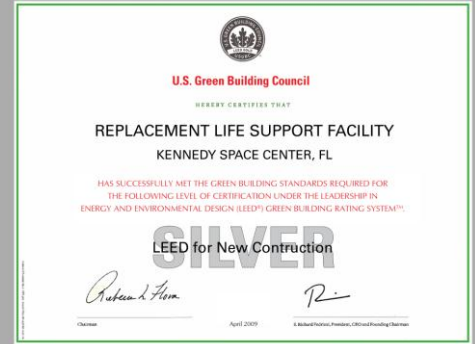 U.S. Green Building Council
HEREBY CERTIFIES THAT
REPLACEMENT LIFE SUPPORT FACILITY
KENNEDY SPACE CENTER, FL
HAS SUCCESSFULLY MET THE GREEN BUILDING STANDARDS REQUIRED FOR
THE FOLLOWING LEVEL OF CERTIFICATION UNDER THE LEADERSHIP IN
ENERGY AND ENVIRONMENTAL DESIGN (LEED®) GREEN BUILDING RATING SYSTEM™.
LEED for New Contruction
SILVER
Chairman
April 2009
S. Richard Fedrizzi, President, CEO and Founding Chairman